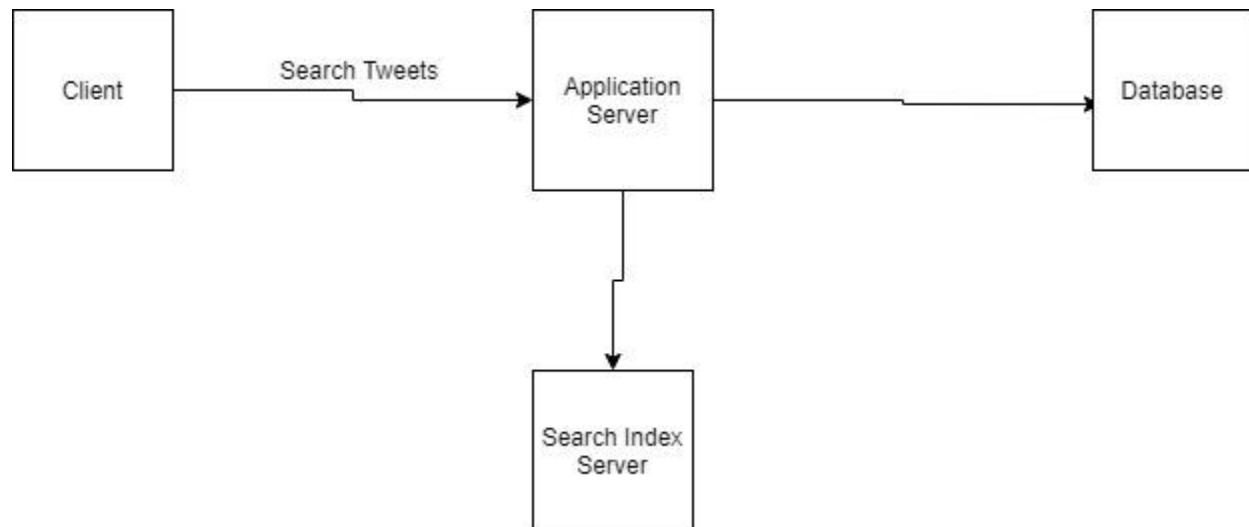 Client
Search Tweets
Application
Server
Database
Search Index
Server